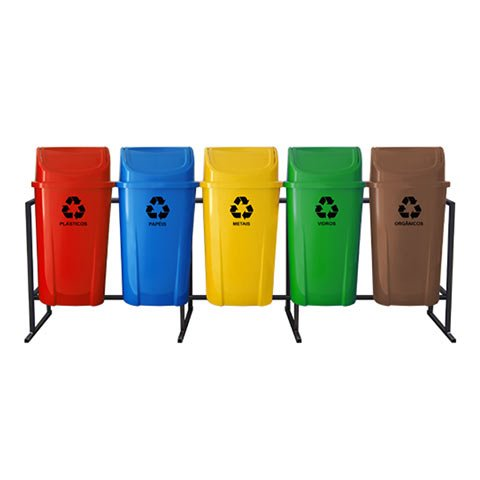 PLÁSTICOS
PAPÉIS
METAIS
VIDROS
ORGÂNICOS